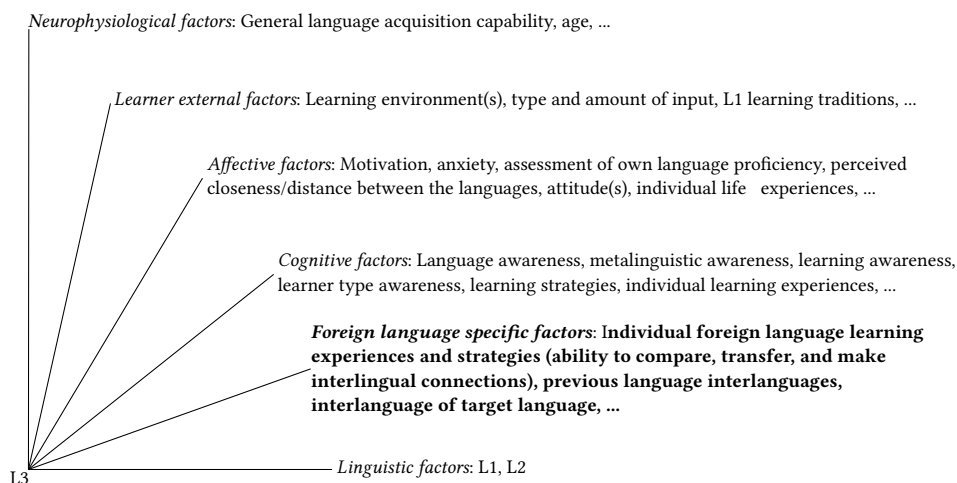 Neurophysiological factors: General language acquisition capability, age, ...
Learner external factors: Learning environment(s), type and amount of input, L1 learning traditions, ...
Affective factors: Motivation, anxiety, assessment of own language proficiency, perceived
closeness/distance between the languages, attitude(s), individual life experiences, ...
Cognitive factors: Language awareness, metalinguistic awareness, learning awareness,
learner type awareness, learning strategies, individual learning experiences, ...
Foreign language specific factors: Individual foreign language learning
experiences and strategies (ability to compare, transfer, and make
interlingual connections), previous language interlanguages,
interlanguage of target language, ...
Linguistic factors: L1, L2
L3